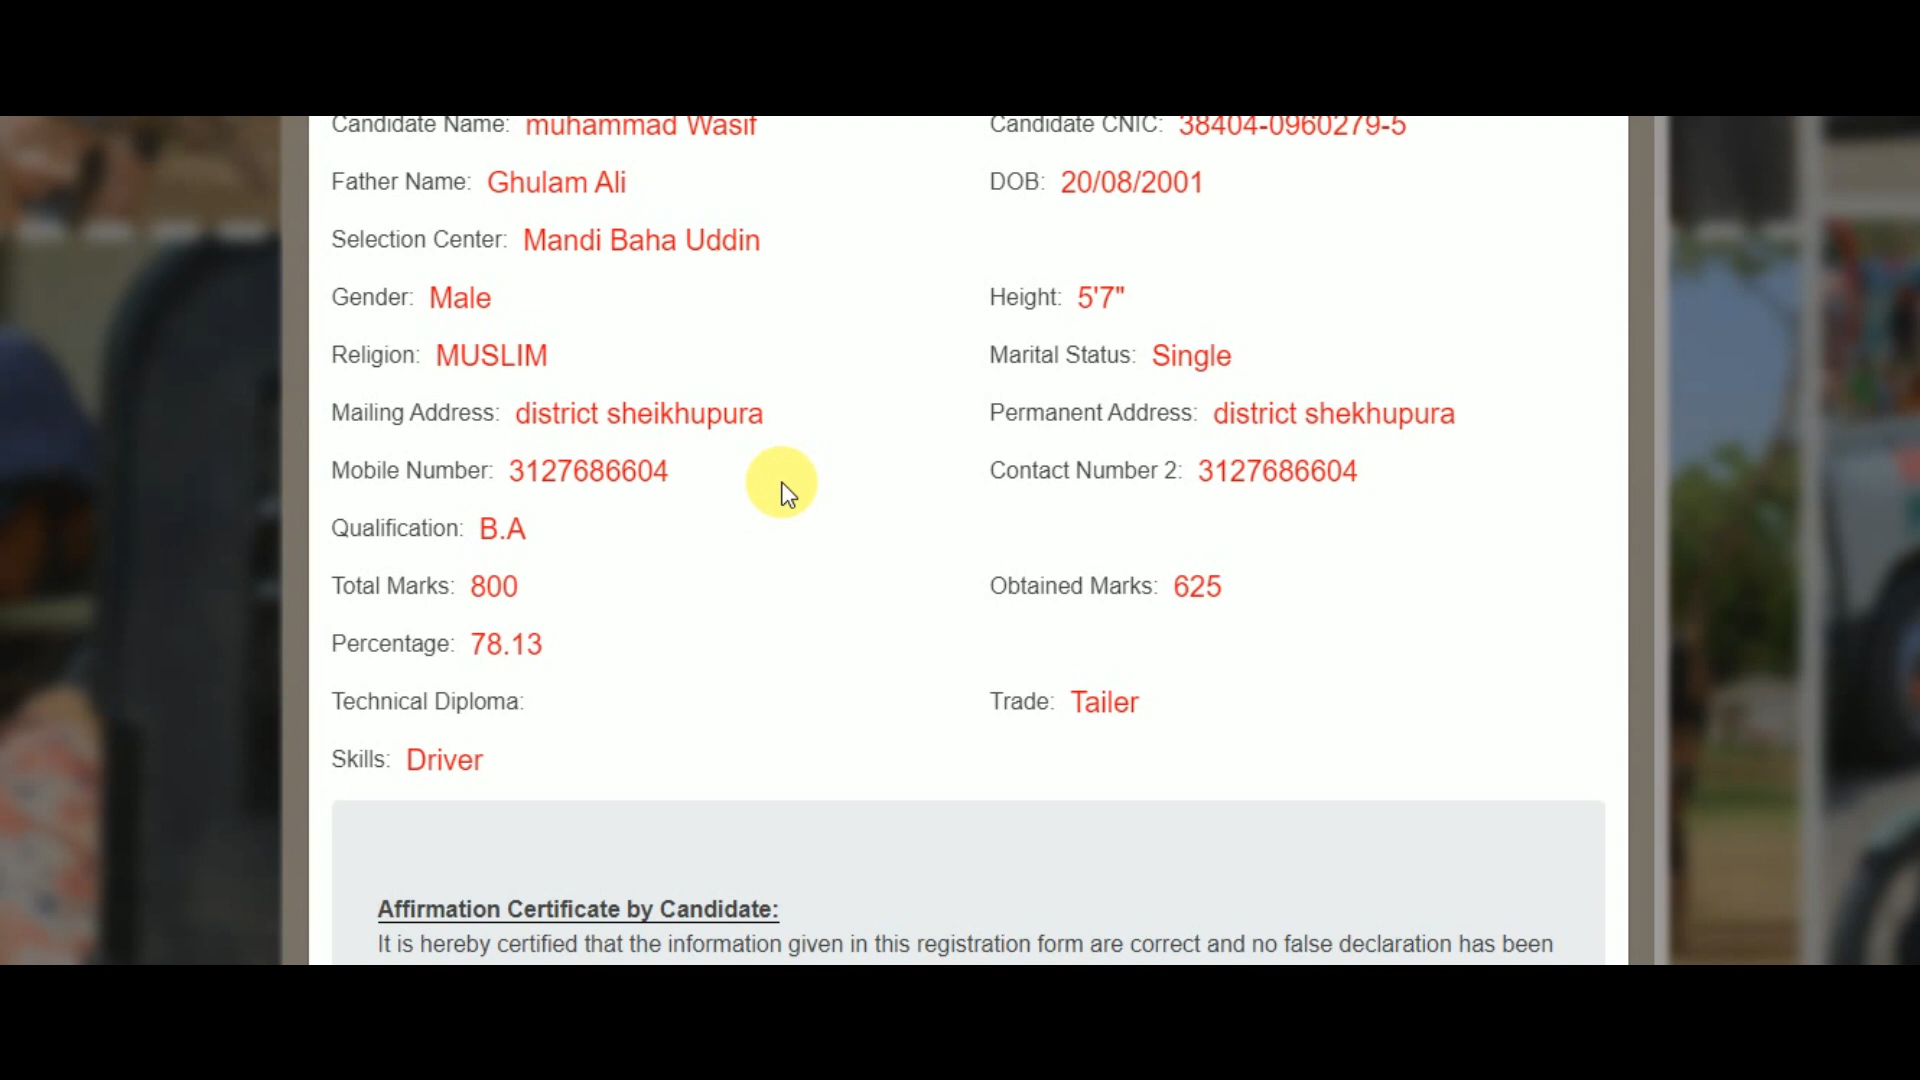 Candidate Name: muhammad Wasif Candidate CNIC: 38404-0960279-5
Father Name: Ghulam Ali DOB: 20/08/2001
Selection Center: Mandi Baha Uddin
Gender: Male Height: 5'7"
Religion: MUSLIM Marital Status: Single
Mailing Address: district sheikhupura Permanent Address: district shekhupura
Mobile Number: 3127686604 Contact Number 2: 3127686604
Qualification: B.A
Total Marks: 800 Obtained Marks: 625
Percentage: 78.13
Technical Diploma: Trade: Tailer
Skills: Driver
Affirmation Certificate by Candidate:
It is hereby certified that the information given in this registration form are correct and no false declaration has been